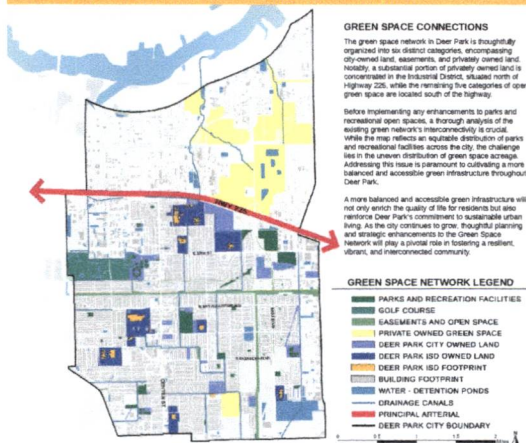 GREEN SPACE CONNECTIONS
The green space network in Deer Park is thoughtfully
organized into six distinct categories, encompassing
city-owned land, easements, and privately owned land.
Notably, a substantial portion of privately owned land is
concentrated in the Industrial District, situated north of
Highway 225, while the remaining five categories of open
green space are located south of the highway.
Before implementing any enhancements to parks and
recreational open spaces, a thorough analysis of the
existing green network's interconnectivity is crucial.
While the map reflects an equitable distribution of parks
and recreational facilities across the city, the challenge
lies in the uneven distribution of green space acreage.
Addressing this issue is paramount to cultivating a more
balanced and accessible green infrastructure throughout
Deer Park.
A more balanced and accessible green infrastructure will
not only enrich the quality of life for residents but also
reinforce Deer Park's commitment to sustainable urban
living. As the city continues to grow, thoughtful planning
and strategic enhancements to the Green Space
Network will play a pivotal role in fostering a resilient,
vibrant, and interconnected community.
GREEN SPACE NETWORK LEGEND
PARKS AND RECREATION FACILITIES
GOLF COURSE
EASEMENTS AND OPEN SPACE
PRIVATE OWNED GREEN SPACE
DEER PARK CITY OWNED LAND
DEER PARK ISD OWNED LAND
DEER PARK ISD FOOTPRINT
BUILDING FOOTPRINT
WATER - DETENTION PONDS
DRAINAGE CANALS
PRINCIPAL ARTERIAL
DEER PARK CITY BOUNDARY